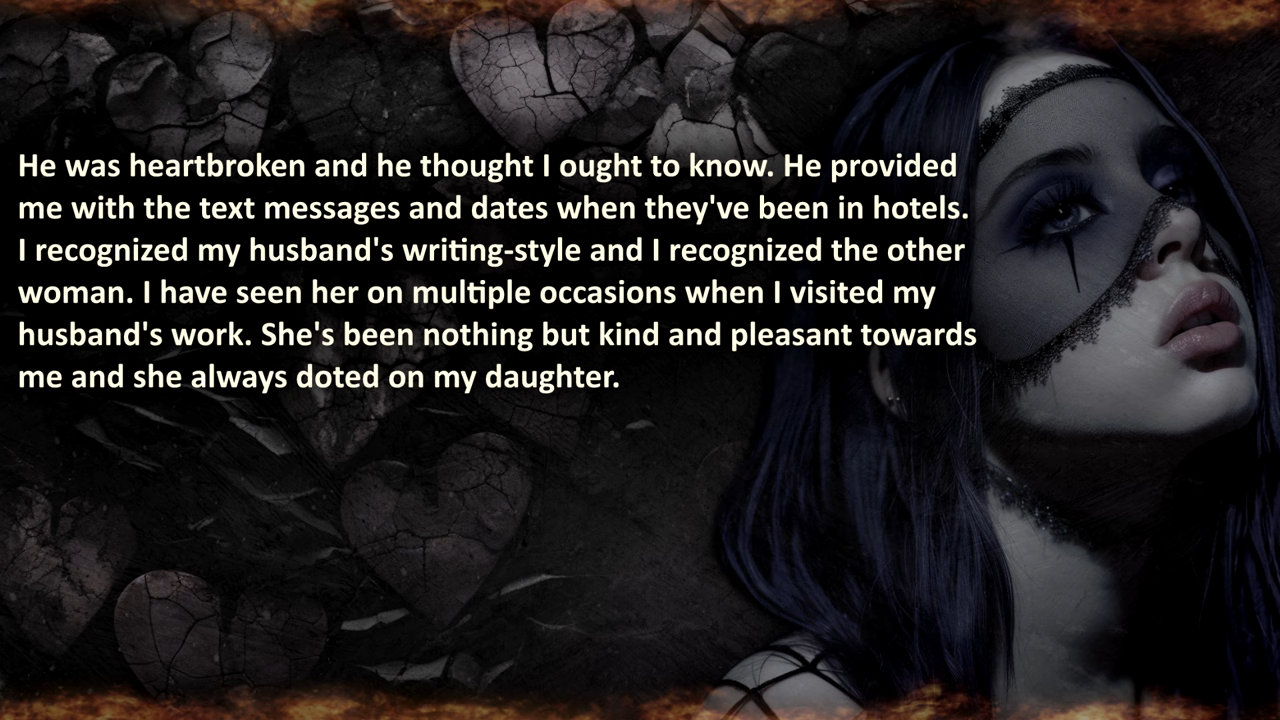 He was heartbroken and he thought I ought to know. He provided
me with the text messages and dates when they've been in hotels.
I recognized my husband's writing-style and I recognized the other
woman. I have seen her on multiple occasions when I visited my
husband's work. She's been nothing but kind and pleasant towards
me and she always doted on my daughter.